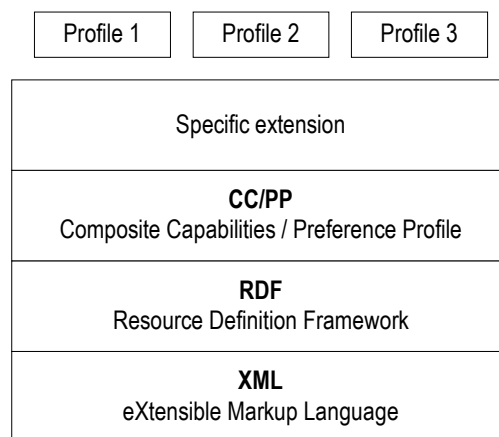 Profile 1
Profile 2
Profile 3
Specific extension
CC/PP
Composite Capabilities / Preference Profile
RDF
Resource Definition Framework
XML
eXtensible Markup Language